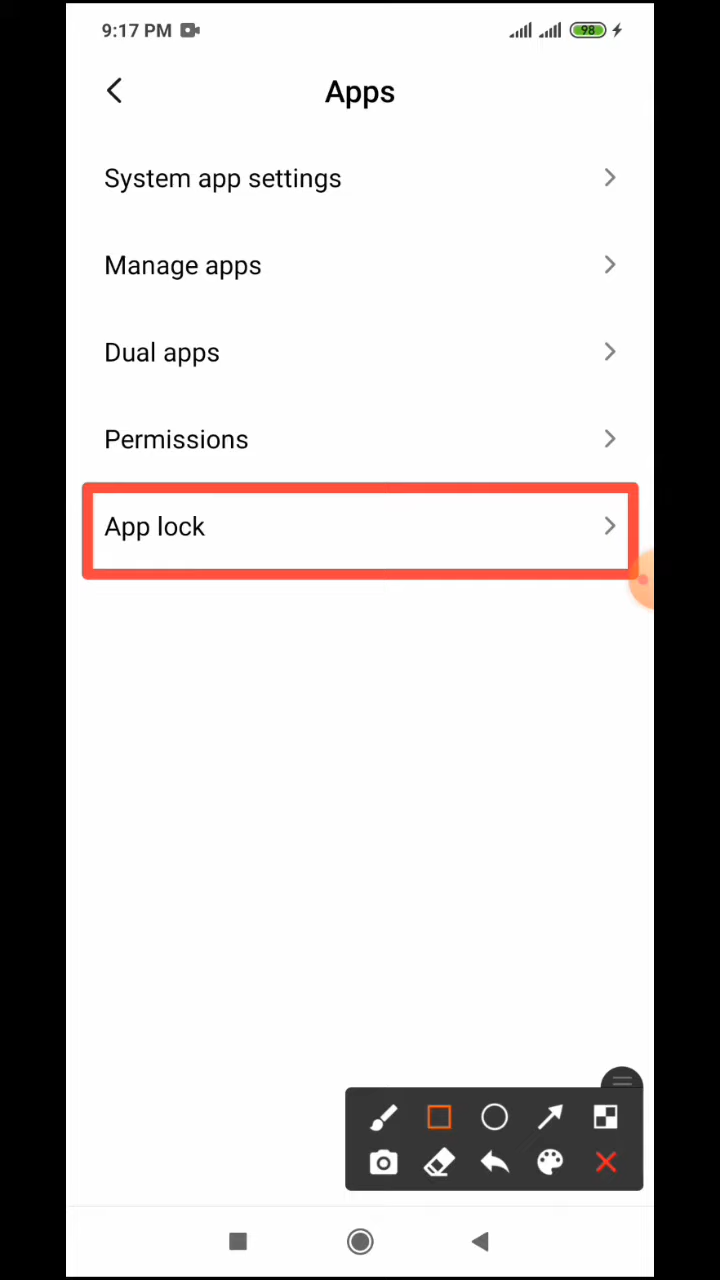 9:17 PM
98
Apps
System app settings
Manage apps
Dual apps
Permissions
App lock